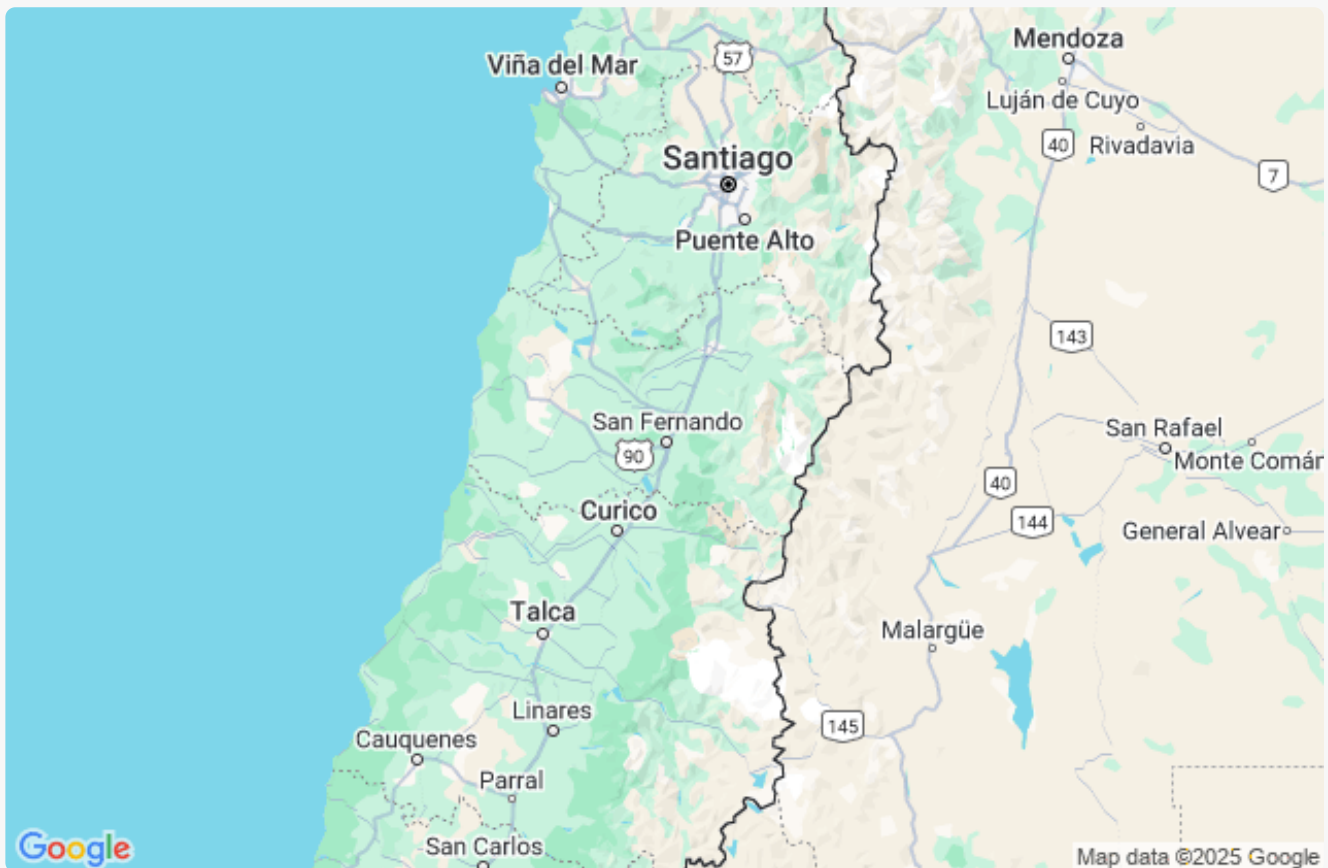 Mendoza
57
Viña del Mar
Luján de Cuyo
Rivadavia
40
Santiago
7
Puente Alto
143
San Fernando
San Rafael
90
Monte Comán
40
Curico
144
General Alvear
Talca
Malargüe
Linares
145
Cauquenes
Parral
San Carlos
Google
Map data ©2025 Google